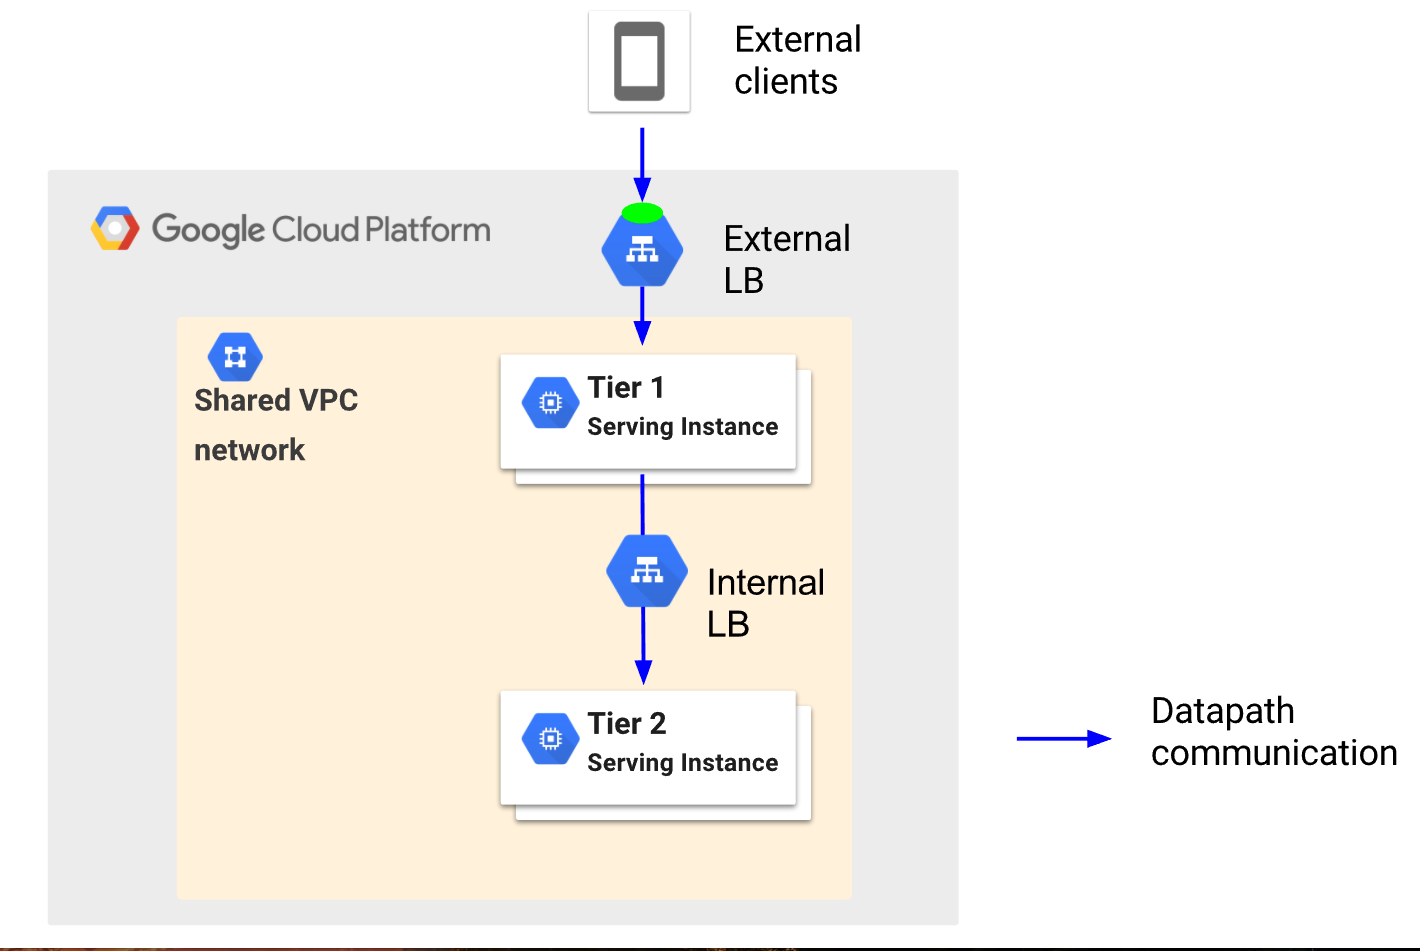 External
clients
Google Cloud Platform
External
LB
Shared VPC
network
Tier 1
Serving Instance
Internal
LB
Tier 2
Serving Instance
Datapath
communication